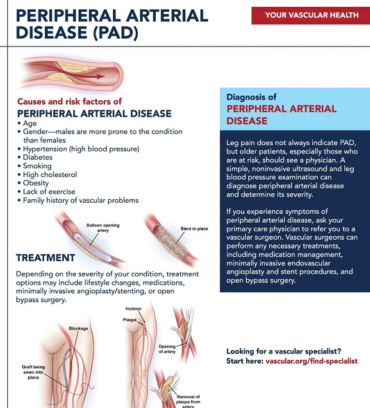 PERIPHERAL ARTERIAL
DISEASE (PAD)
YOUR VASCULAR HEALTH
Causes and risk factors of
PERIPHERAL ARTERIAL DISEASE
• Age
• Gender—males are more prone to the condition
than females
• Hypertension (high blood pressure)
• Diabetes
• Smoking
• High cholesterol
• Obesity
• Lack of exercise
• Family history of vascular problems
Balloon opening
artery
Stent in place
TREATMENT
Depending on the severity of your condition, treatment
options may include lifestyle changes, medications,
minimally invasive angioplasty/stenting, or open
bypass surgery.
Incision
Plaque
Blockage
Opening
of artery
Graft being
sewn into
place
Removal of
plaque from
artery
Diagnosis of
PERIPHERAL ARTERIAL
DISEASE
Leg pain does not always indicate PAD,
but older patients, especially those who
are at risk, should see a physician. A
simple, noninvasive ultrasound and leg
blood pressure examination can
diagnose peripheral arterial disease
and determine its severity.
If you experience symptoms of
peripheral arterial disease, ask your
primary care physician to refer you to a
vascular surgeon. Vascular surgeons can
perform any necessary treatments,
including medication management,
minimally invasive endovascular
angioplasty and stent procedures, and
open bypass surgery.
Looking for a vascular specialist?
Start here: vascular.org/find-specialist